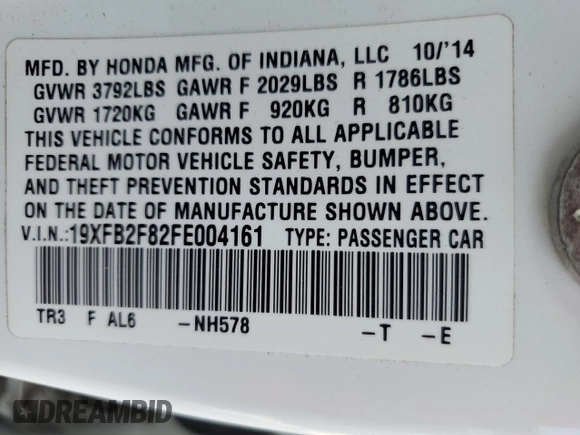 MFD. BY HONDA MFG. OF INDIANA, LLC 10/'14
GVWR 3792LBS GAWR F 2029LBS R 1786LBS
GVWR 1720KG GAWR F 920KG R 810KG
THIS VEHICLE CONFORMS TO ALL APPLICABLE
FEDERAL MOTOR VEHICLE SAFETY, BUMPER,
AND THEFT PREVENTION STANDARDS IN EFFECT
ON THE DATE OF MANUFACTURE SHOWN ABOVE.
V.I.N.:19XFB2F82FE004161 TYPE: PASSENGER CAR
TR3 F AL6 -NH578 -T -E
DREAMBID